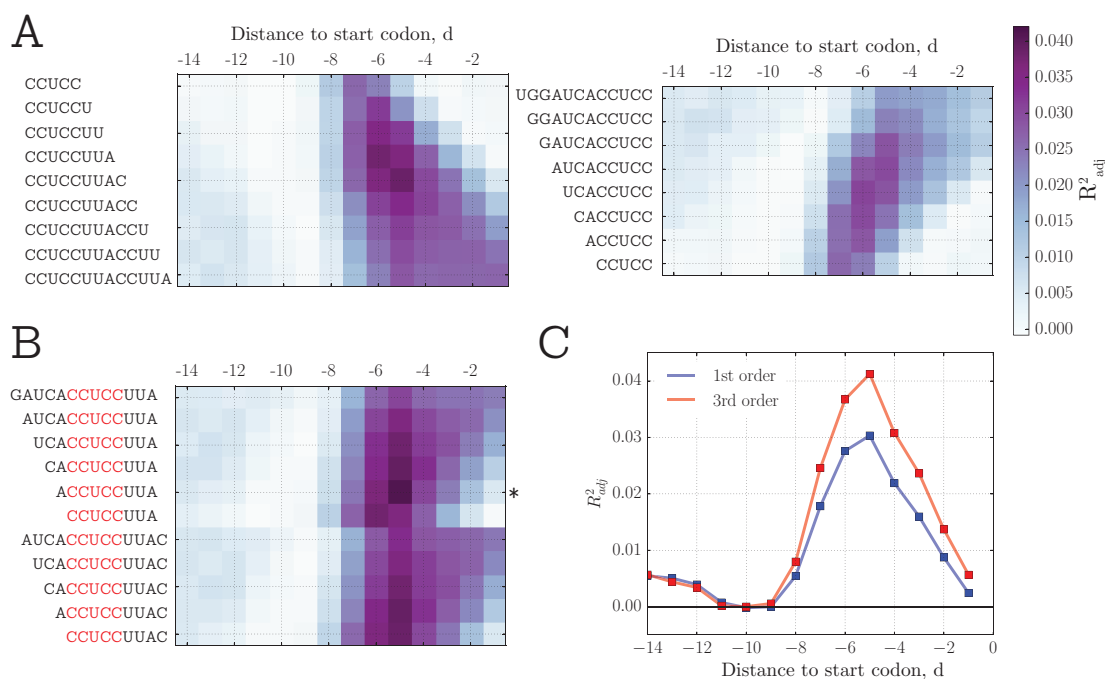 A
Distance to start codon, d
-14 -12 -10 -8 -6 -4 -2
CCUCC
CCUCCU
CCUCCUU
CCUCCUUA
CCUCCUUAC
CCUCCUUACC
CCUCCUUACCU
CCUCCUUACCUU
CCUCCUUACCUUA
Distance to start codon, d
-14 -12 -10 -8 -6 -4 -2
UGGAUCACCUCC
GGAUCACCUCC
GAUCACCUCC
AUCACCUCC
UCACCUCC
CACCUCC
ACCUCC
CCUCC
0.040
0.035
0.030
0.025
0.020
0.015
0.010
0.005
0.000
R²adj
B
-14 -12 -10 -8 -6 -4 -2
GAUCACCUCCUUA
AUCACCUCCUUA
UCACCUCCUUA
CACCUCCUUA
ACCUCCUUA *
CCUCCUUA
AUCACCUCCUUAC
UCACCUCCUUAC
CACCUCCUUAC
ACCUCCUUAC
CCUCCUUAC
C
1st order
3rd order
0.04
0.03
0.02
0.01
0.00
R²adj
−14 −12 −10 −8 −6 −4 −2 0
Distance to start codon, d